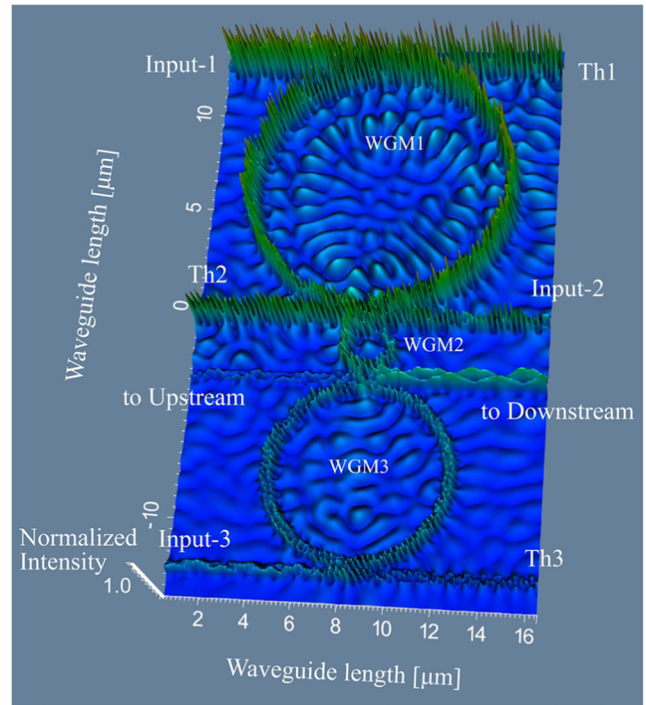 Input-1
Th1
10
WGM1
5
Waveguide length [μm]
Th2
0
Input-2
WGM2
to Upstream
to Downstream
WGM3
-10
Input-3
Normalized
Intensity
Th3
1.0
2
4
6
8
10
12
14
16
Waveguide length [μm]